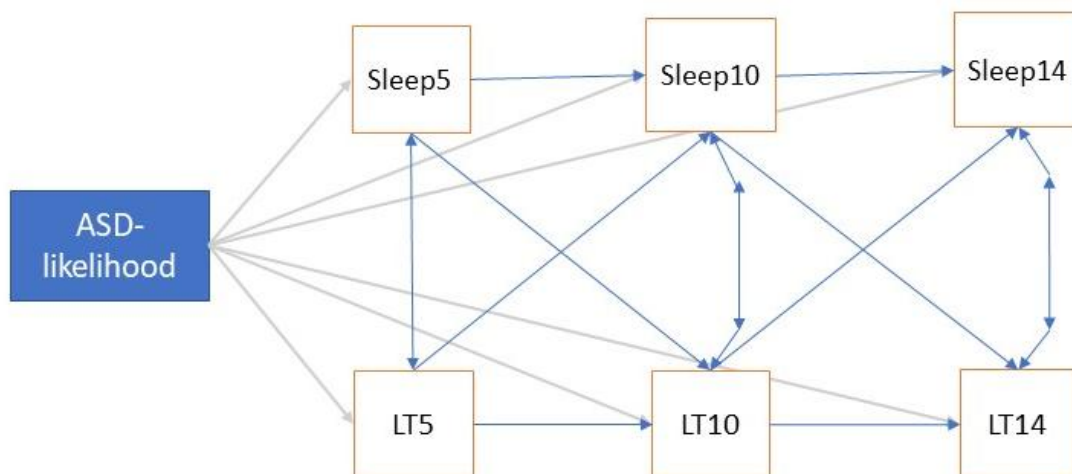 Sleep5
Sleep10
Sleep14
ASD-
likelihood
LT5
LT10
LT14